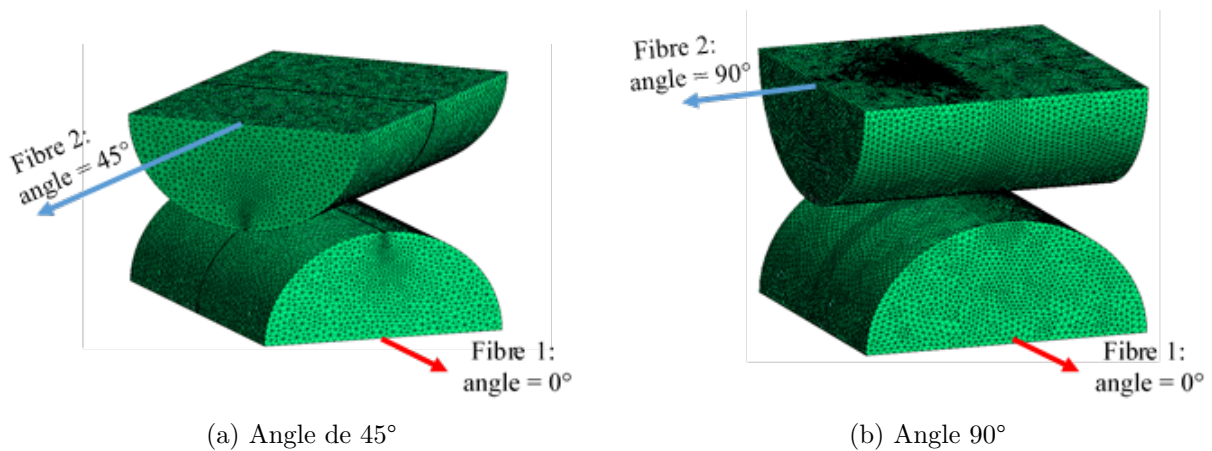 Fibre 2:
angle = 45°
Fibre 1:
angle = 0°
(a) Angle de 45°
Fibre 2:
angle = 90°
Fibre 1:
angle = 0°
(b) Angle 90°